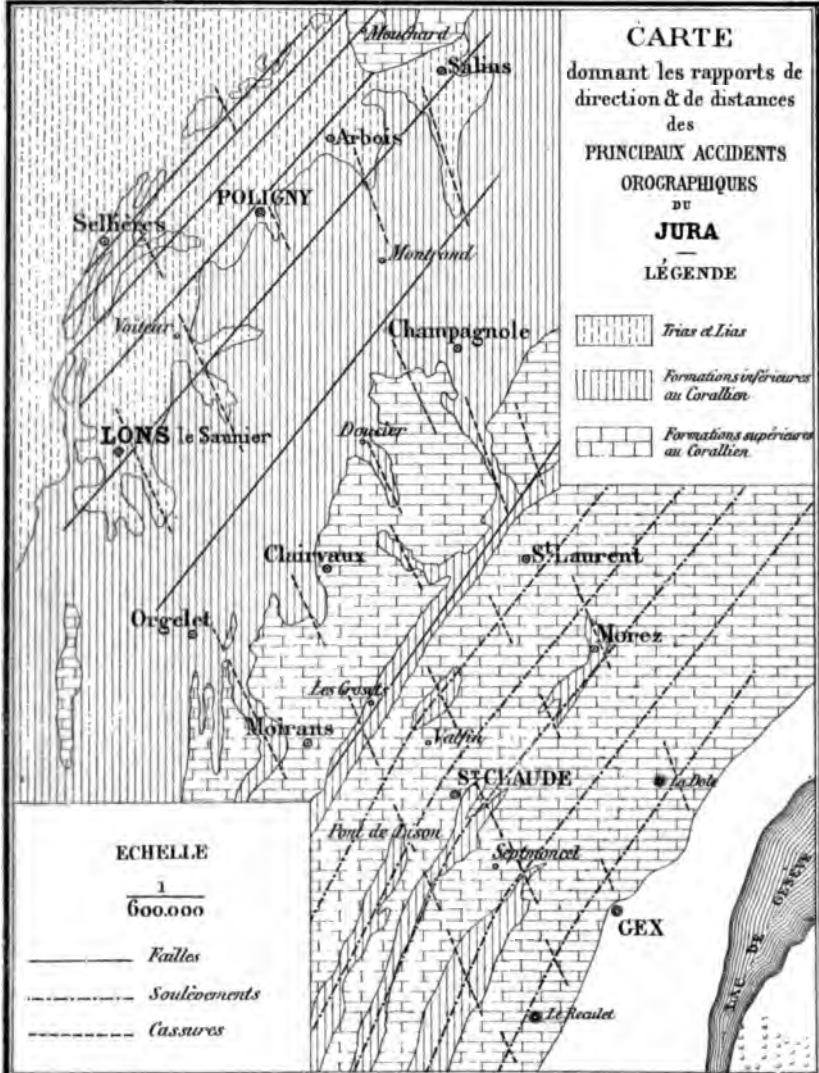 CARTE
donnant les rapports de
direction & de distances
des
PRINCIPAUX ACCIDENTS
OROGRAPHIQUES
DU
JURA
LÉGENDE
Trias et Lias
Formations inférieures
au Corallien
Formations supérieures
au Corallien
Mouchard
Salins
Arbois
POLIGNY
Sellières
Montrond
Voiteur
Champagnole
LONS le Saunier
Doucier
Clairvaux
St. Laurent
Orgelet
Morez
Les Crozets
Moirans
Valfin
St. CLAUDE
La Dole
Pont de Lison
Septmoncel
GEX
LAC DE GENÈVE
Le Reculet
ECHELLE
1
600.000
Failles
Soulèvements
Cassures